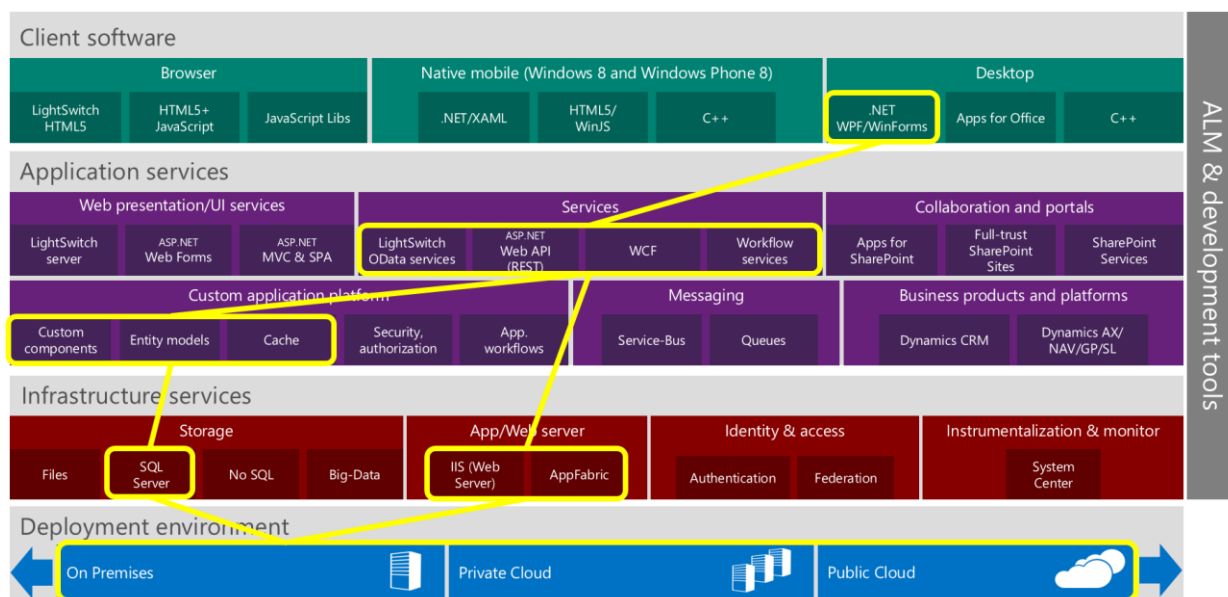 Client software
Browser
Native mobile (Windows 8 and Windows Phone 8)
Desktop
LightSwitch
HTML5
HTML5+
JavaScript
JavaScript Libs
.NET/XAML
HTML5/
WinJS
C++
.NET
WPF/WinForms
Apps for Office
C++
Application services
Web presentation/UI services
Services
Collaboration and portals
LightSwitch
server
ASP.NET
Web Forms
ASP.NET
MVC & SPA
LightSwitch
OData services
ASP.NET
Web API
(REST)
WCF
Workflow
services
Apps for
SharePoint
Full-trust
SharePoint
Sites
SharePoint
Services
Custom application platform
Messaging
Business products and platforms
Custom
components
Entity models
Cache
Security,
authorization
App.
workflows
Service-Bus
Queues
Dynamics CRM
Dynamics AX/
NAV/GP/SL
Infrastructure services
Storage
App/Web server
Identity & access
Instrumentalization & monitor
Files
SQL
Server
No SQL
Big-Data
IIS (Web
Server)
AppFabric
Authentication
Federation
System
Center
Deployment environment
On Premises
Private Cloud
Public Cloud
ALM & development tools